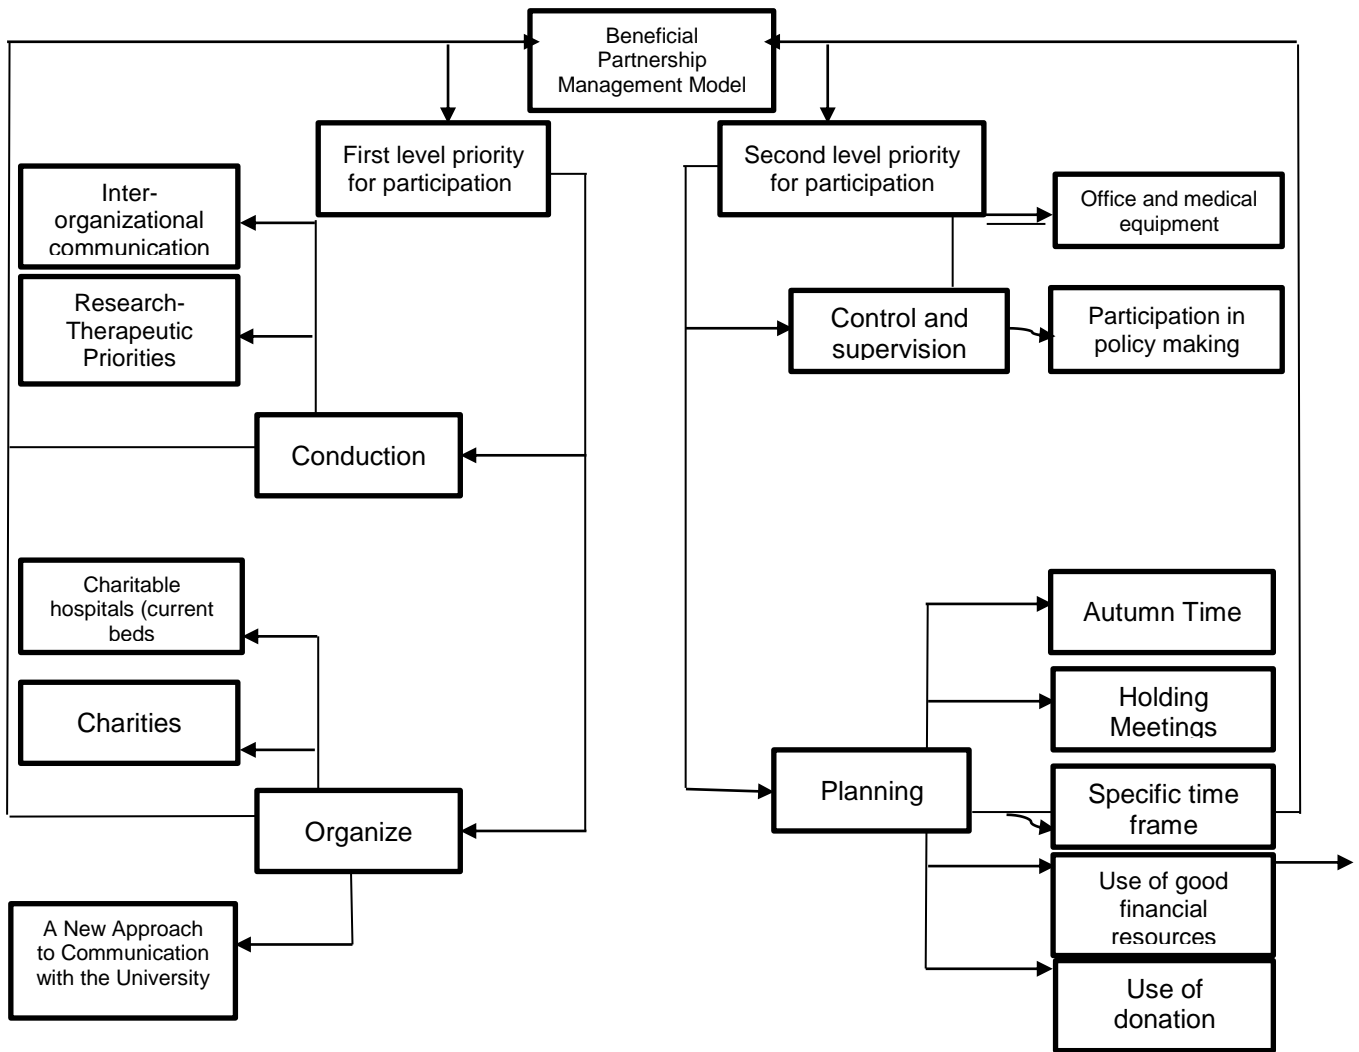 Beneficial
Partnership
Management Model
First level priority
for participation
Second level priority
for participation
Inter-
organizational
communication
Office and medical
equipment
Research-
Therapeutic
Priorities
Control and
supervision
Participation in
policy making
Conduction
Charitable
hospitals (current
beds
Autumn Time
Charities
Holding
Meetings
Planning
Specific time
frame
Organize
Use of good
financial
resources
A New Approach
to Communication
with the University
Use of
donation